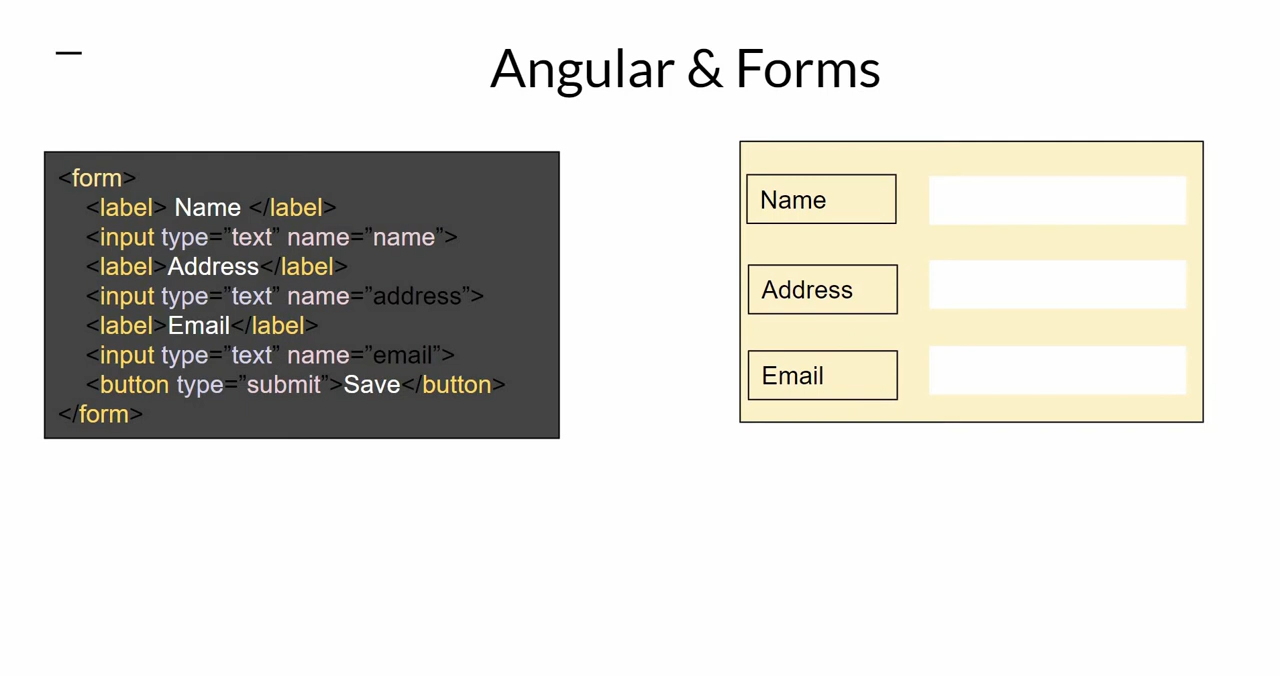 Angular & Forms
<form>
<label> Name </label>
<input type=”text” name=”name”>
<label>Address</label>
<input type=”text” name=”address”>
<label>Email</label>
<input type=”text” name=”email”>
<button type=”submit”>Save</button>
</form>
Name
Address
Email